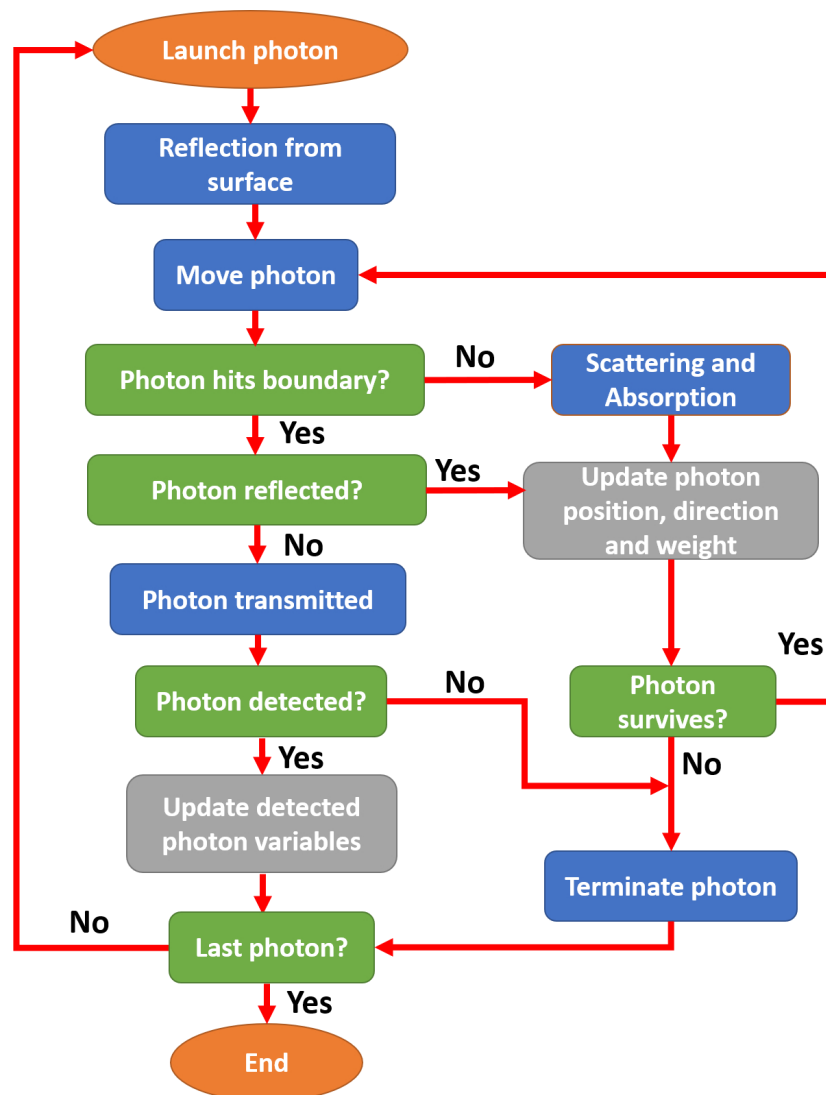 Launch photon
Reflection from
surface
Move photon
Photon hits boundary?
No
Scattering and
Absorption
Yes
Photon reflected?
Yes
Update photon
position, direction
and weight
No
Photon transmitted
Photon detected?
No
Photon
survives?
Yes
Yes
No
Update detected
photon variables
Terminate photon
No
Last photon?
Yes
End